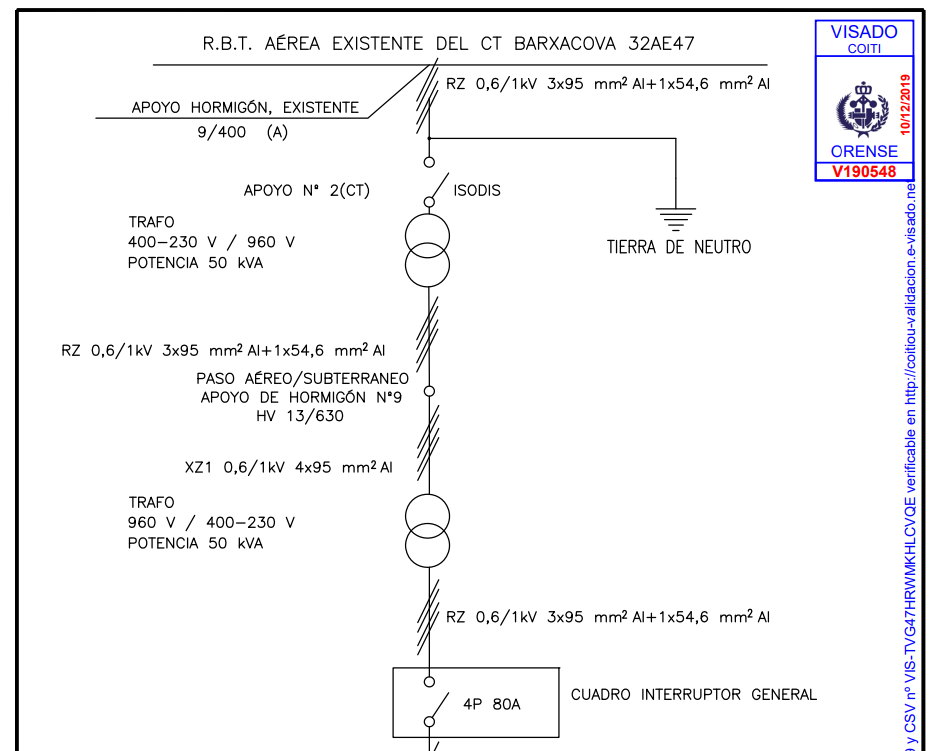 R.B.T. AÉREA EXISTENTE DEL CT BARXACOVA 32AE47
VISADO
COITI
10/12/2019
ORENSE
V190548
RZ 0,6/1kV 3x95 mm² Al+1x54,6 mm² Al
APOYO HORMIGÓN, EXISTENTE
9/400 (A)
APOYO N° 2(CT)
ISODIS
TRAFO
400-230 V / 960 V
POTENCIA 50 kVA
TIERRA DE NEUTRO
RZ 0,6/1kV 3x95 mm² Al+1x54,6 mm² Al
PASO AÉREO/SUBTERRANEO
APOYO DE HORMIGÓN N°9
HV 13/630
XZ1 0,6/1kV 4x95 mm² Al
TRAFO
960 V / 400-230 V
POTENCIA 50 kVA
RZ 0,6/1kV 3x95 mm² Al+1x54,6 mm² Al
4P 80A
CUADRO INTERRUPTOR GENERAL
9 y CSV nº VIS-TVG47HRWMKHLCVQE verificable en http://coitiou-validacion.e-visado.net